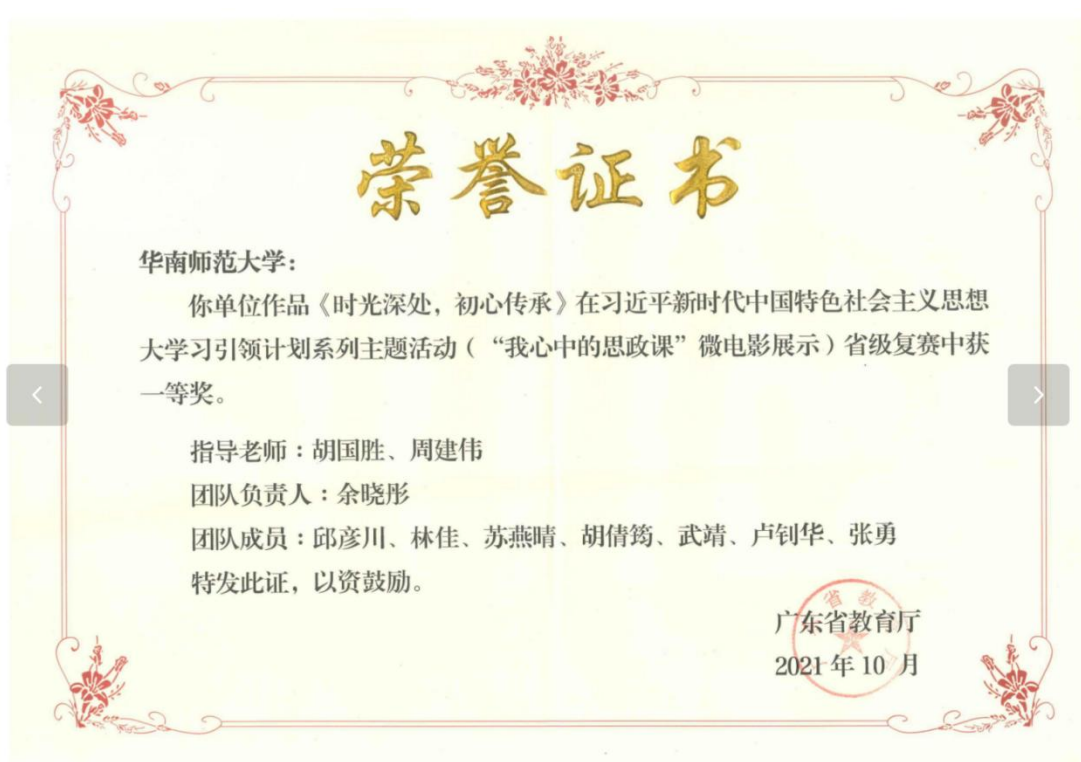 荣誉证书
华南师范大学：
你单位作品《时光深处，初心传承》在习近平新时代中国特色社会主义思想
大学习引领计划系列主题活动（“我心中的思政课”微电影展示）省级复赛中获
一等奖。
指导老师：胡国胜、周建伟
团队负责人：余晓彤
团队成员：邱彦川、林佳、苏燕晴、胡倩筠、武靖、卢钊华、张勇
特发此证，以资鼓励。
广东省教育厅
2021年10月